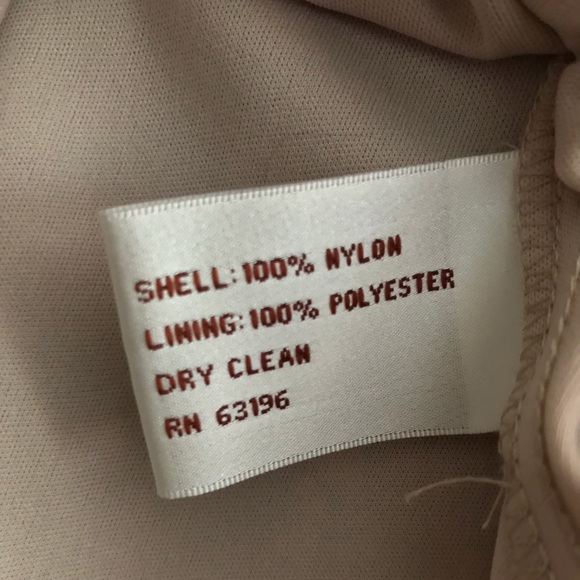 SHELL: 100% NYLON
LINING: 100% POLYESTER
DRY CLEAN
RN 63196